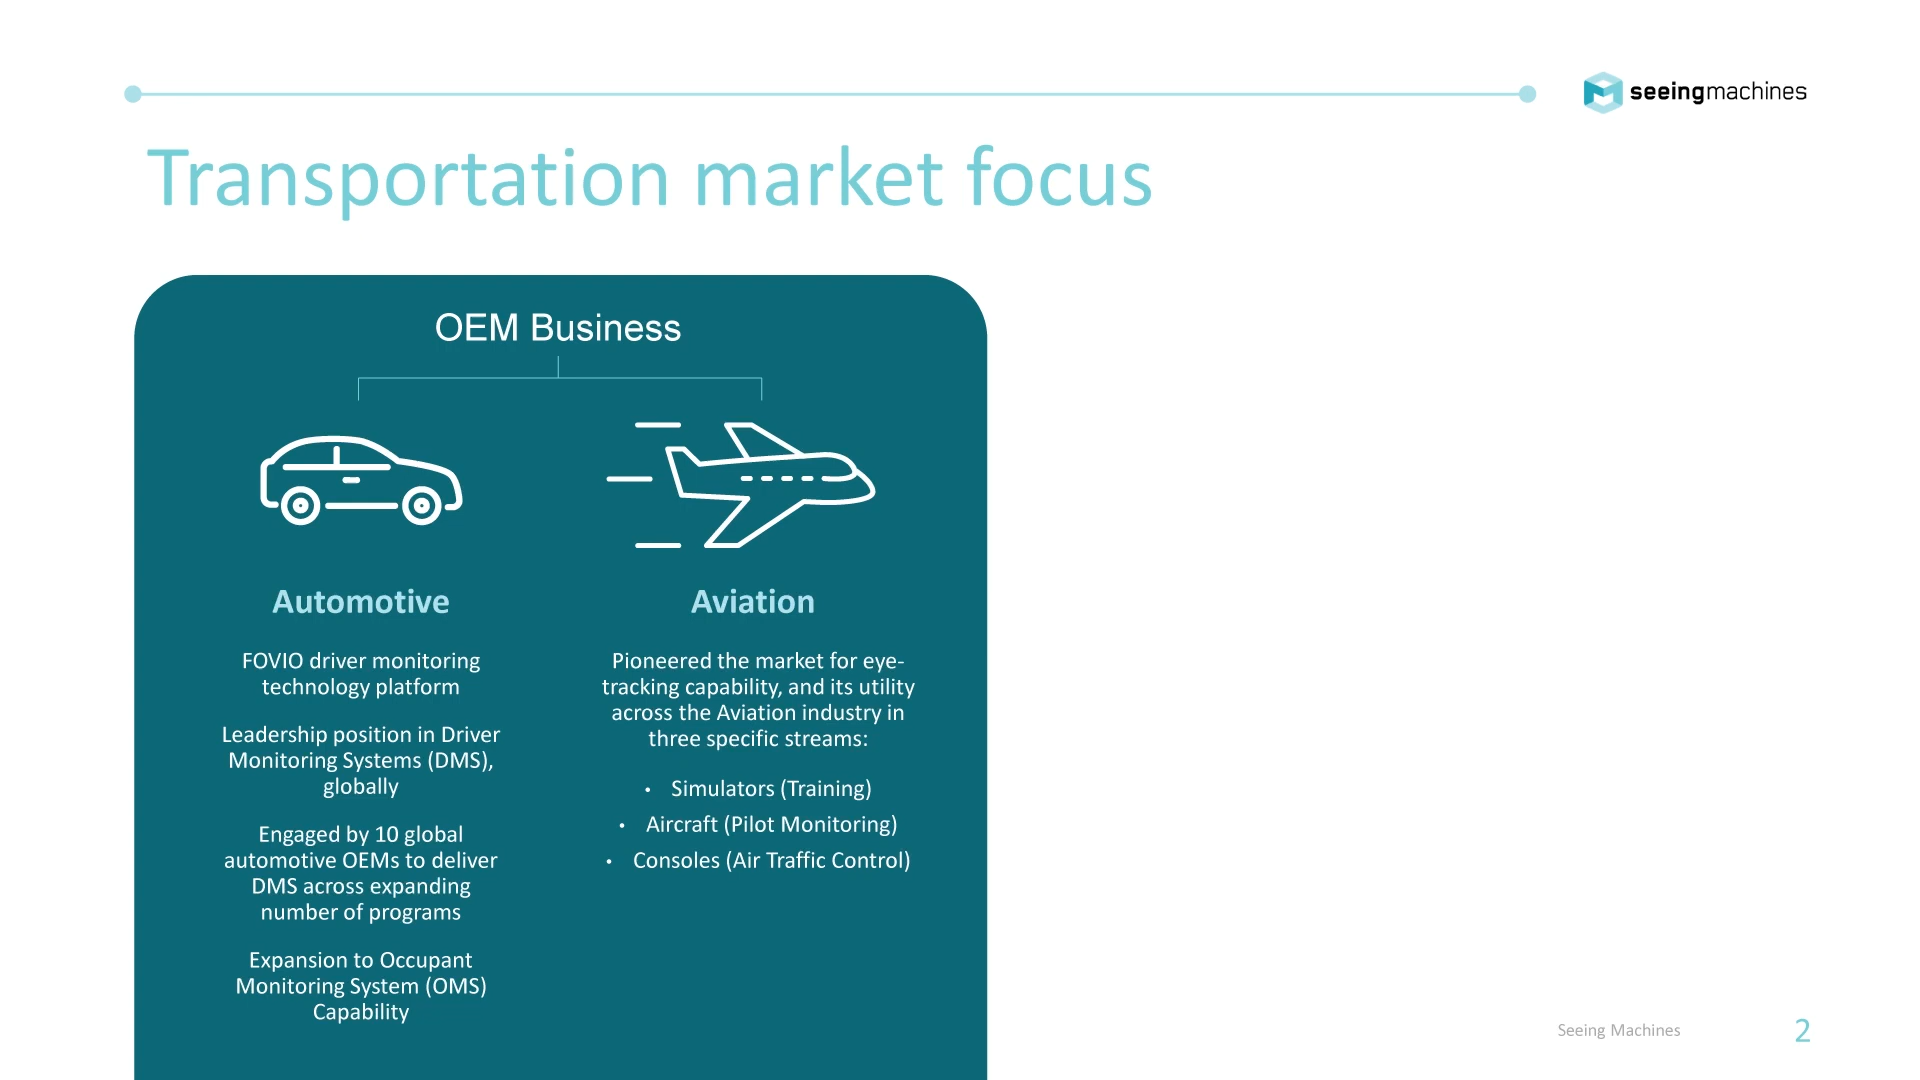 seeingmachines
Transportation market focus
OEM Business
Automotive
FOVIO driver monitoring
technology platform
Leadership position in Driver
Monitoring Systems (DMS),
globally
Engaged by 10 global
automotive OEMs to deliver
DMS across expanding
number of programs
Expansion to Occupant
Monitoring System (OMS)
Capability
Aviation
Pioneered the market for eye-
tracking capability, and its utility
across the Aviation industry in
three specific streams:
• Simulators (Training)
• Aircraft (Pilot Monitoring)
• Consoles (Air Traffic Control)
Seeing Machines
2